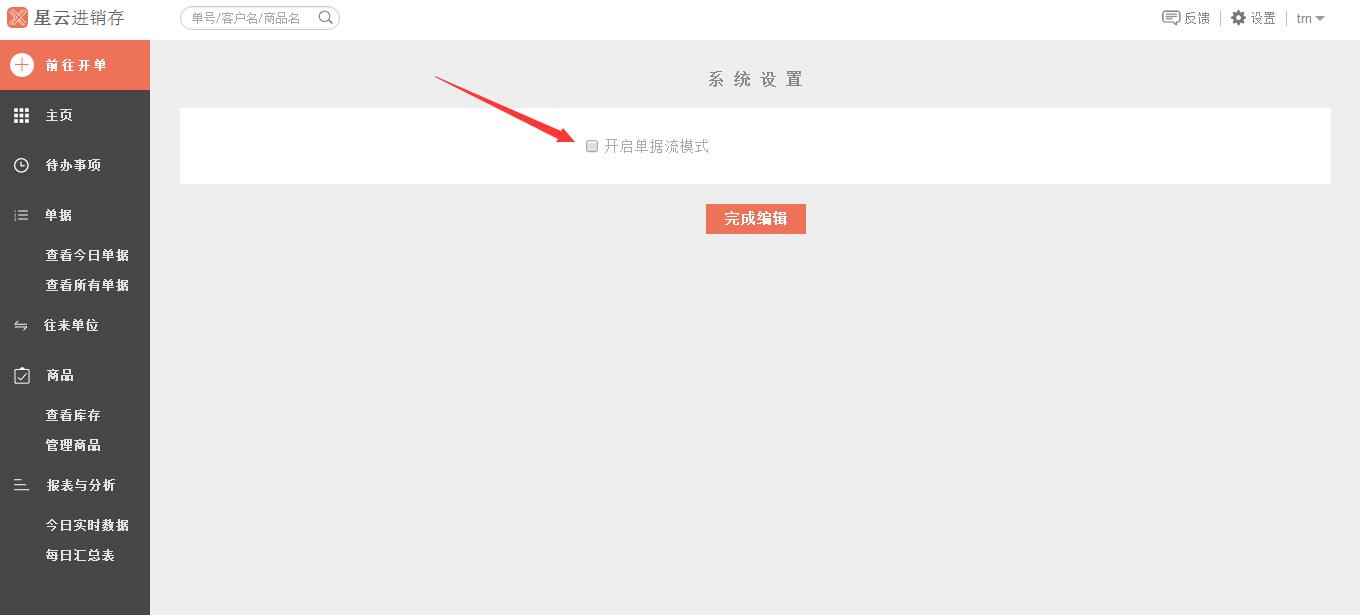 星云进销存
单号/客户名/商品名
反馈
设置
trn
前往开单
主页
待办事项
单据
查看今日单据
查看所有单据
往来单位
商品
查看库存
管理商品
报表与分析
今日实时数据
每日汇总表
系统设置
开启单据流模式
完成编辑